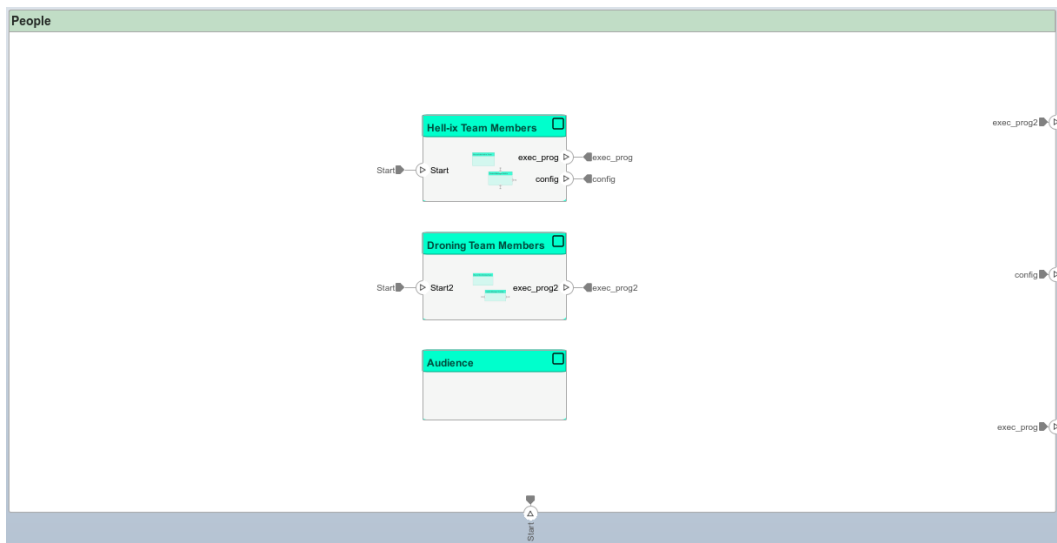 People
exec_prog2
Hell-ix Team Members
exec_prog exec_prog
Start Start
config config
Droning Team Members
config
Start Start2 exec_prog2 exec_prog2
Audience
exec_prog
Start